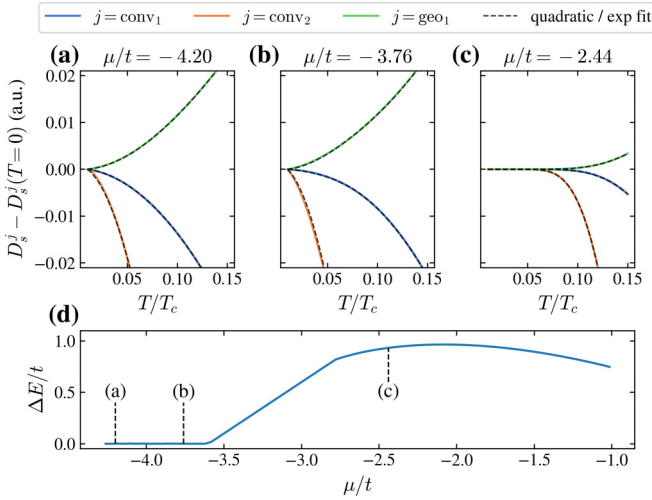 j = conv₁ j = conv₂ j = geo₁ quadratic / exp fit
(a) μ/t = −4.20 (b) μ/t = −3.76 (c) μ/t = −2.44
D_s^j − D_s^j(T = 0) (a.u.)
0.02
0.01
0.00
−0.01
−0.02
0.05 0.10 0.15 0.05 0.10 0.15 0.05 0.10 0.15
T/T_c T/T_c T/T_c
(d)
ΔE/t
1.0
0.5
0.0
(a) (b) (c)
−4.0 −3.5 −3.0 −2.5 −2.0 −1.5 −1.0
μ/t